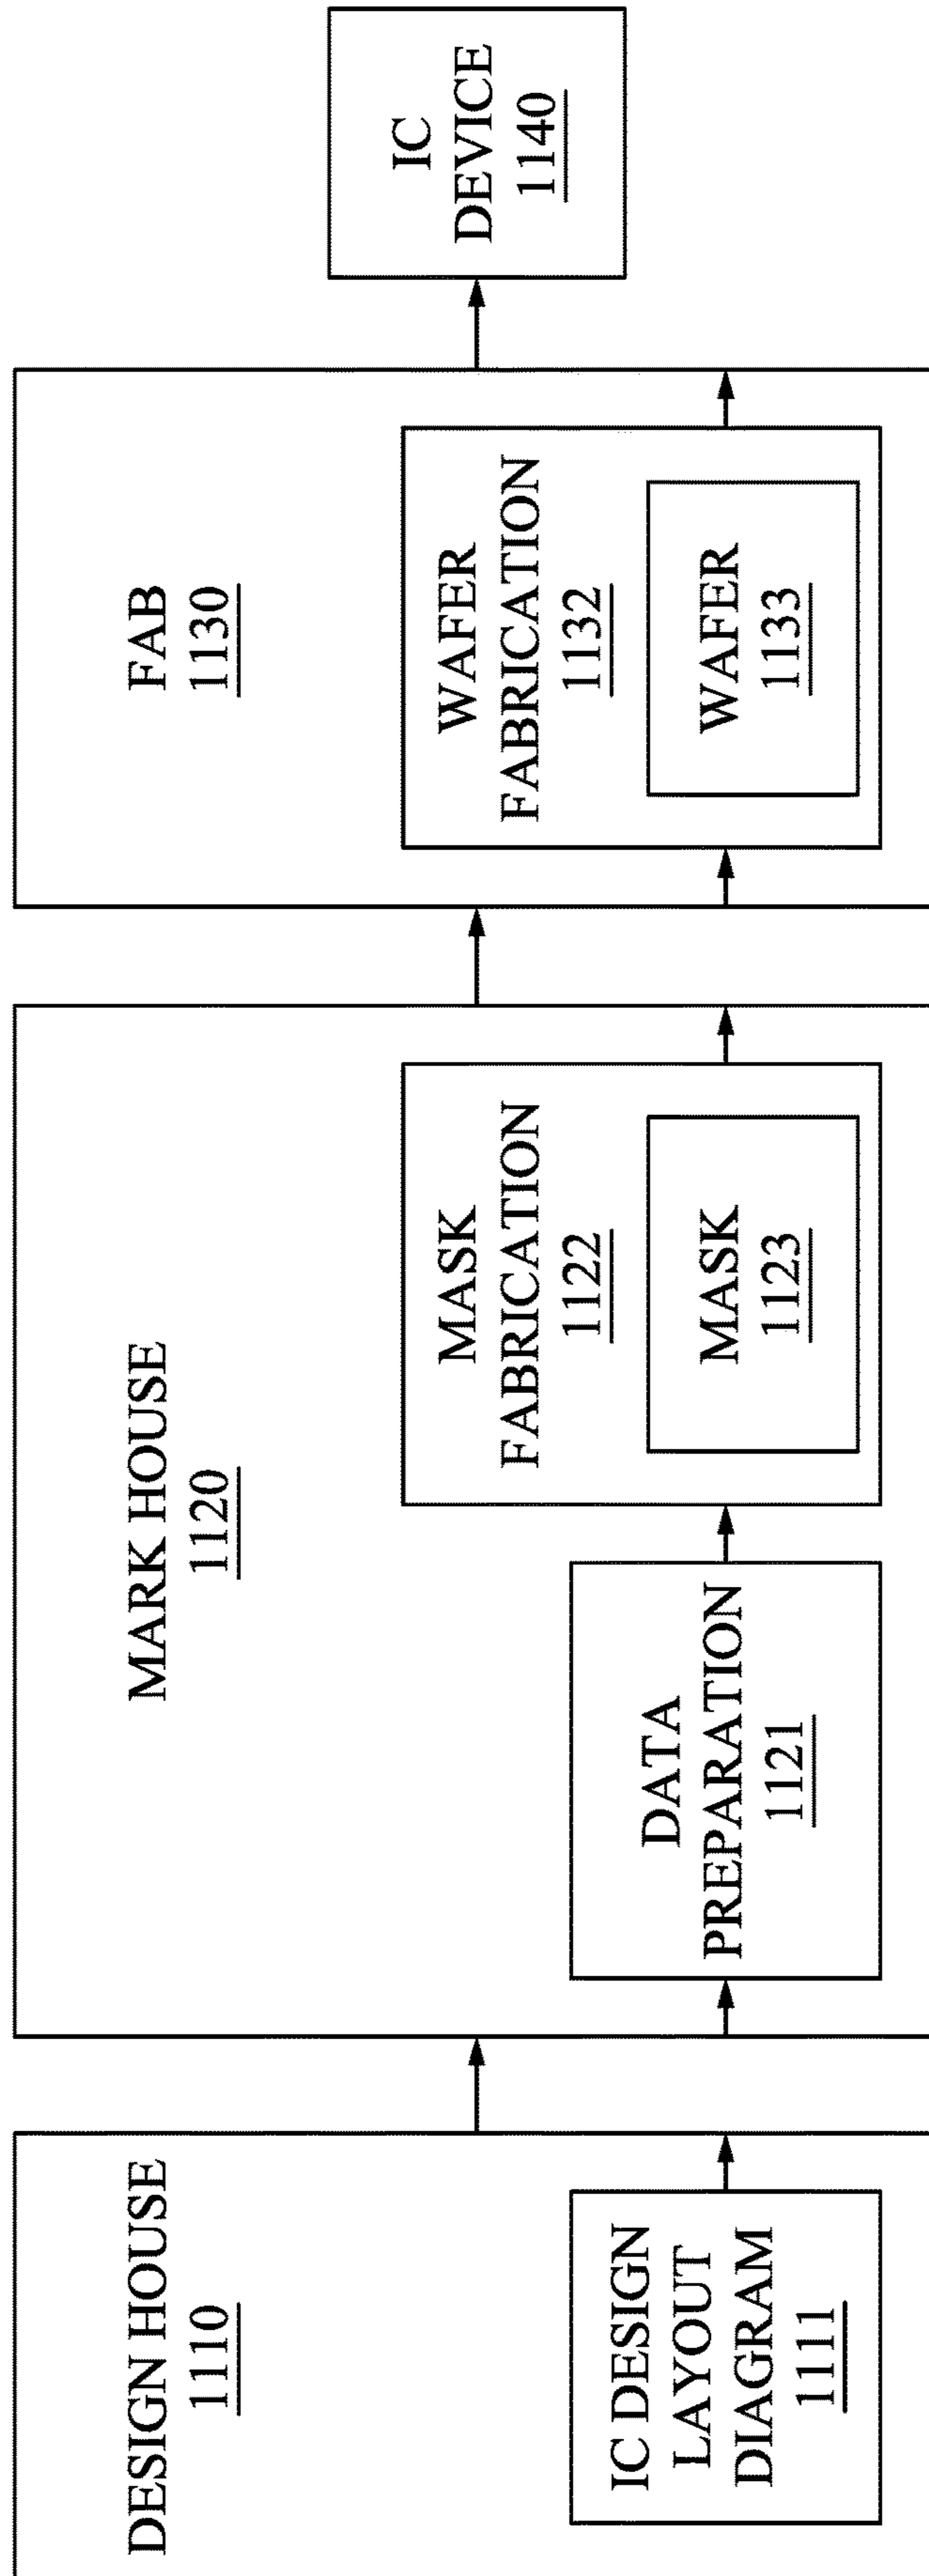 DESIGN HOUSE
1110
IC DESIGN
LAYOUT
DIAGRAM
1111
MARK HOUSE
1120
DATA
PREPARATION
1121
MASK
FABRICATION
1122
MASK
1123
FAB
1130
WAFER
FABRICATION
1132
WAFER
1133
IC
DEVICE
1140